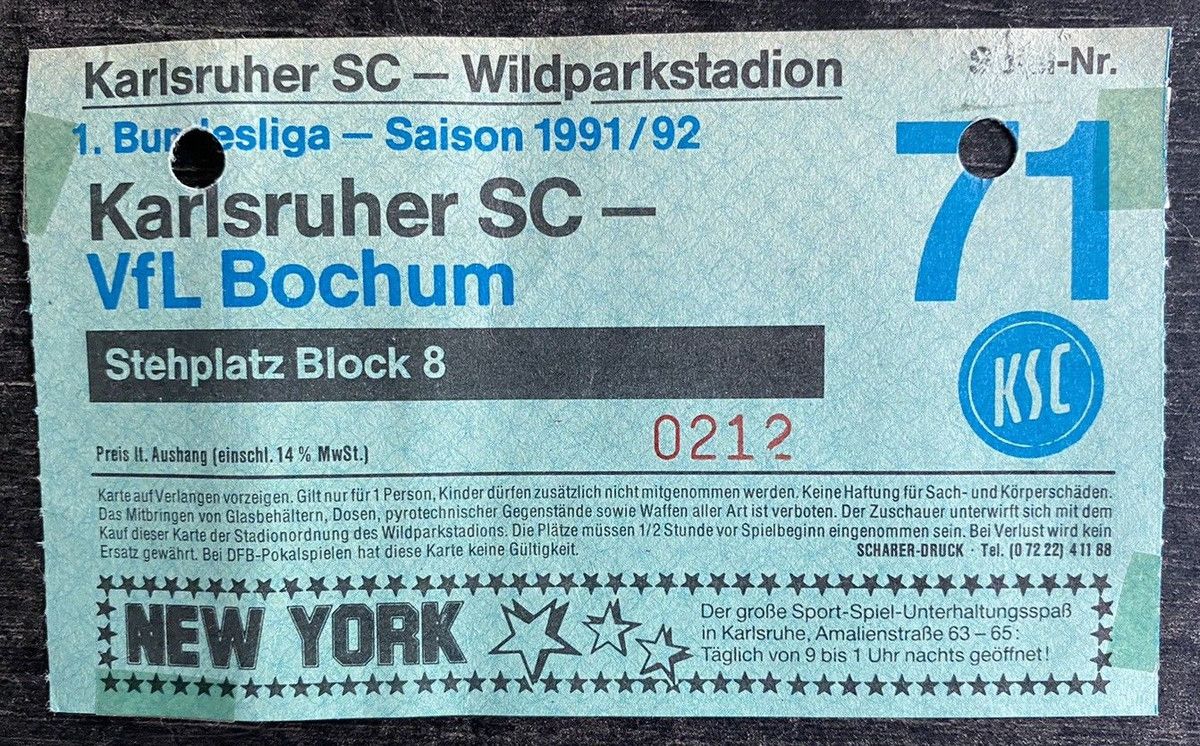 Karlsruher SC – Wildparkstadion
-Nr.
1. Bundesliga – Saison 1991/92
71
Karlsruher SC –
VfL Bochum
Stehplatz Block 8
KSC
0212
Preis lt. Aushang (einschl. 14 % MwSt.)
Karte auf Verlangen vorzeigen. Gilt nur für 1 Person, Kinder dürfen zusätzlich nicht mitgenommen werden. Keine Haftung für Sach- und Körperschäden.
Das Mitbringen von Glasbehältern, Dosen, pyrotechnischer Gegenstände sowie Waffen aller Art ist verboten. Der Zuschauer unterwirft sich mit dem
Kauf dieser Karte der Stadionordnung des Wildparkstadions. Die Plätze müssen 1/2 Stunde vor Spielbeginn eingenommen sein. Bei Verlust wird kein
Ersatz gewährt. Bei DFB-Pokalspielen hat diese Karte keine Gültigkeit.
SCHARER-DRUCK · Tel. (0 72 22) 4 11 88
NEW YORK
Der große Sport-Spiel-Unterhaltungsspaß
in Karlsruhe, Amalienstraße 63 – 65:
Täglich von 9 bis 1 Uhr nachts geöffnet!